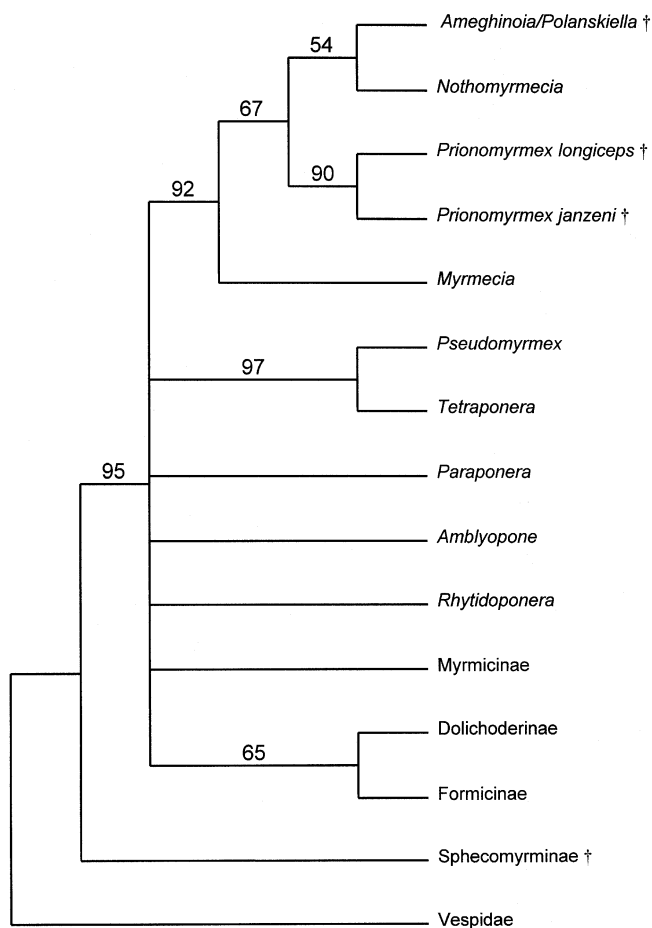 Ameghinoia/Polanskiella †
54
Nothomyrmecia
67
Prionomyrmex longiceps †
90
92
Prionomyrmex janzeni †
Myrmecia
Pseudomyrmex
97
Tetraponera
95
Paraponera
Amblyopone
Rhytidoponera
Myrmicinae
Dolichoderinae
65
Formicinae
Sphecomyrminae †
Vespidae